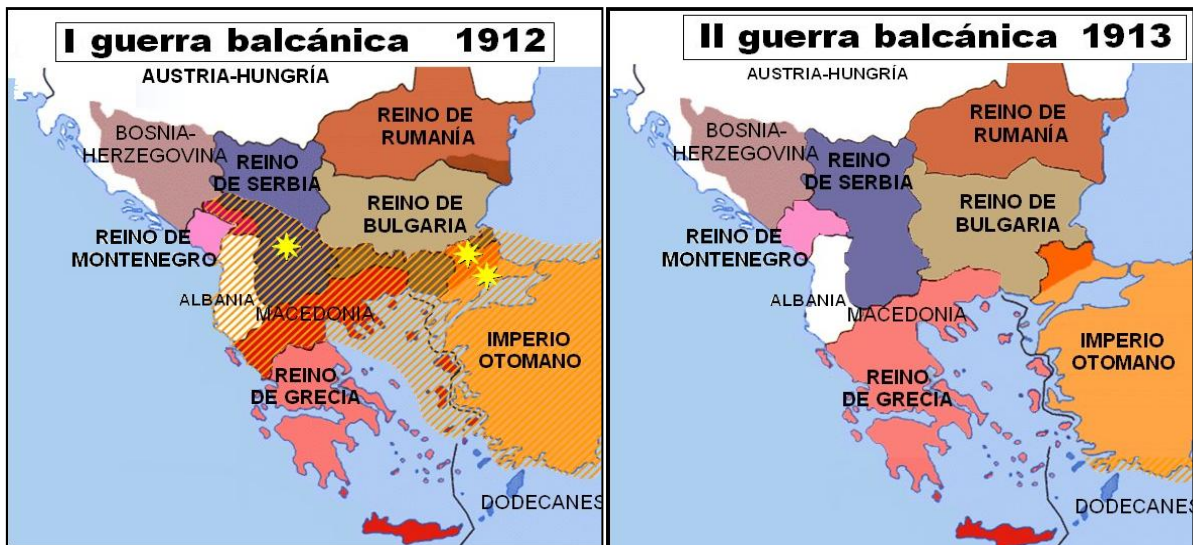 I guerra balcánica 1912
AUSTRIA-HUNGRÍA
REINO DE
RUMANÍA
BOSNIA-
HERZEGOVINA
REINO
DE SERBIA
REINO
DE BULGARIA
REINO DE
MONTENEGRO
ALBANIA
MACEDONIA
IMPERIO
OTOMANO
REINO
DE GRECIA
DODECANES
II guerra balcánica 1913
AUSTRIA-HUNGRÍA
REINO DE
RUMANÍA
BOSNIA-
HERZEGOVINA
REINO
DE SERBIA
REINO DE
BULGARIA
REINO DE
MONTENEGRO
ALBANIA
MACEDONIA
IMPERIO
OTOMANO
REINO
DE GRECIA
DODECANES